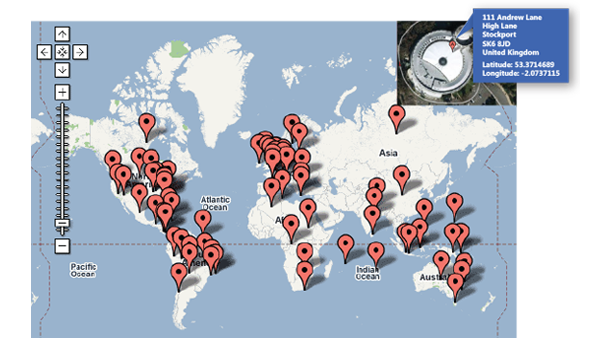 111 Andrew Lane
High Lane
Stockport
SK6 8JD
United Kingdom
Latitude: 53.3714689
Longitude: -2.0737115
Asia
Atlantic
Ocean
Pacific
Ocean
Indian
Ocean